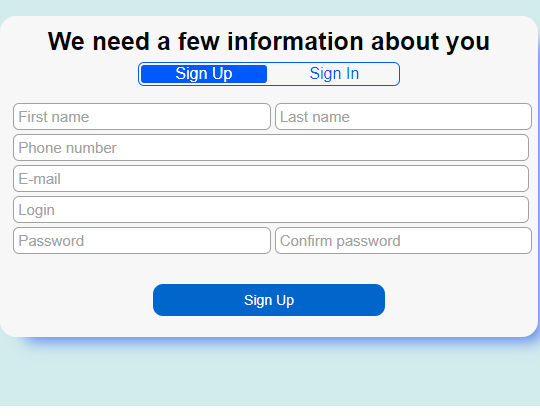 We need a few information about you
Sign Up Sign In
First name Last name
Phone number
E-mail
Login
Password Confirm password
Sign Up